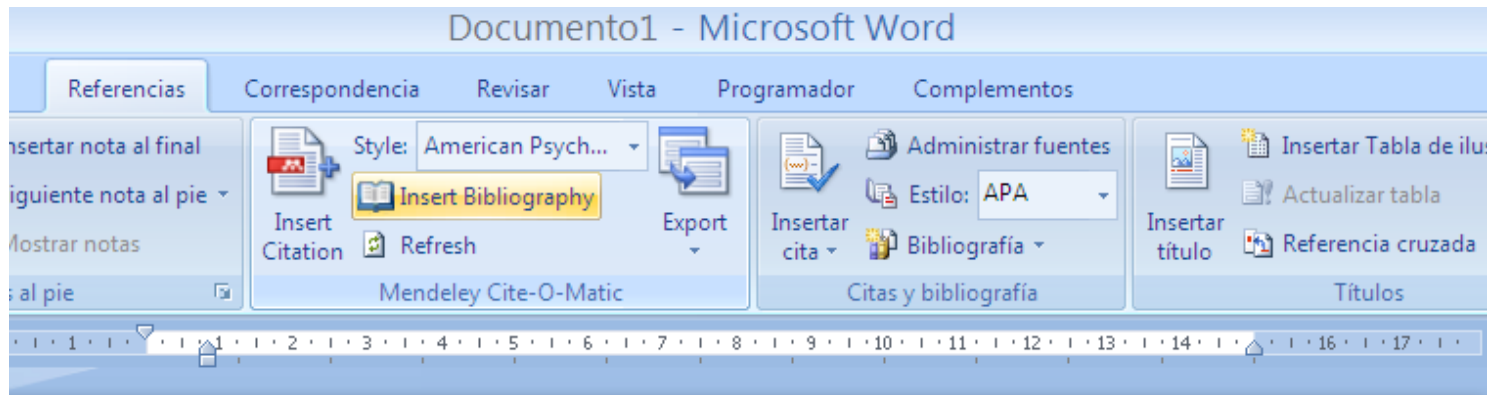 Documento1 - Microsoft Word
Referencias Correspondencia Revisar Vista Programador Complementos
nsertar nota al final
iguiente nota al pie
Mostrar notas
s al pie
Insert
Citation
Style: American Psych...
Insert Bibliography
Refresh
Export
Mendeley Cite-O-Matic
Insertar
cita
Administrar fuentes
Estilo: APA
Bibliografía
Citas y bibliografía
Insertar
título
Insertar Tabla de ilus
Actualizar tabla
Referencia cruzada
Títulos
1 1 2 3 4 5 6 7 8 9 10 11 12 13 14 16 17